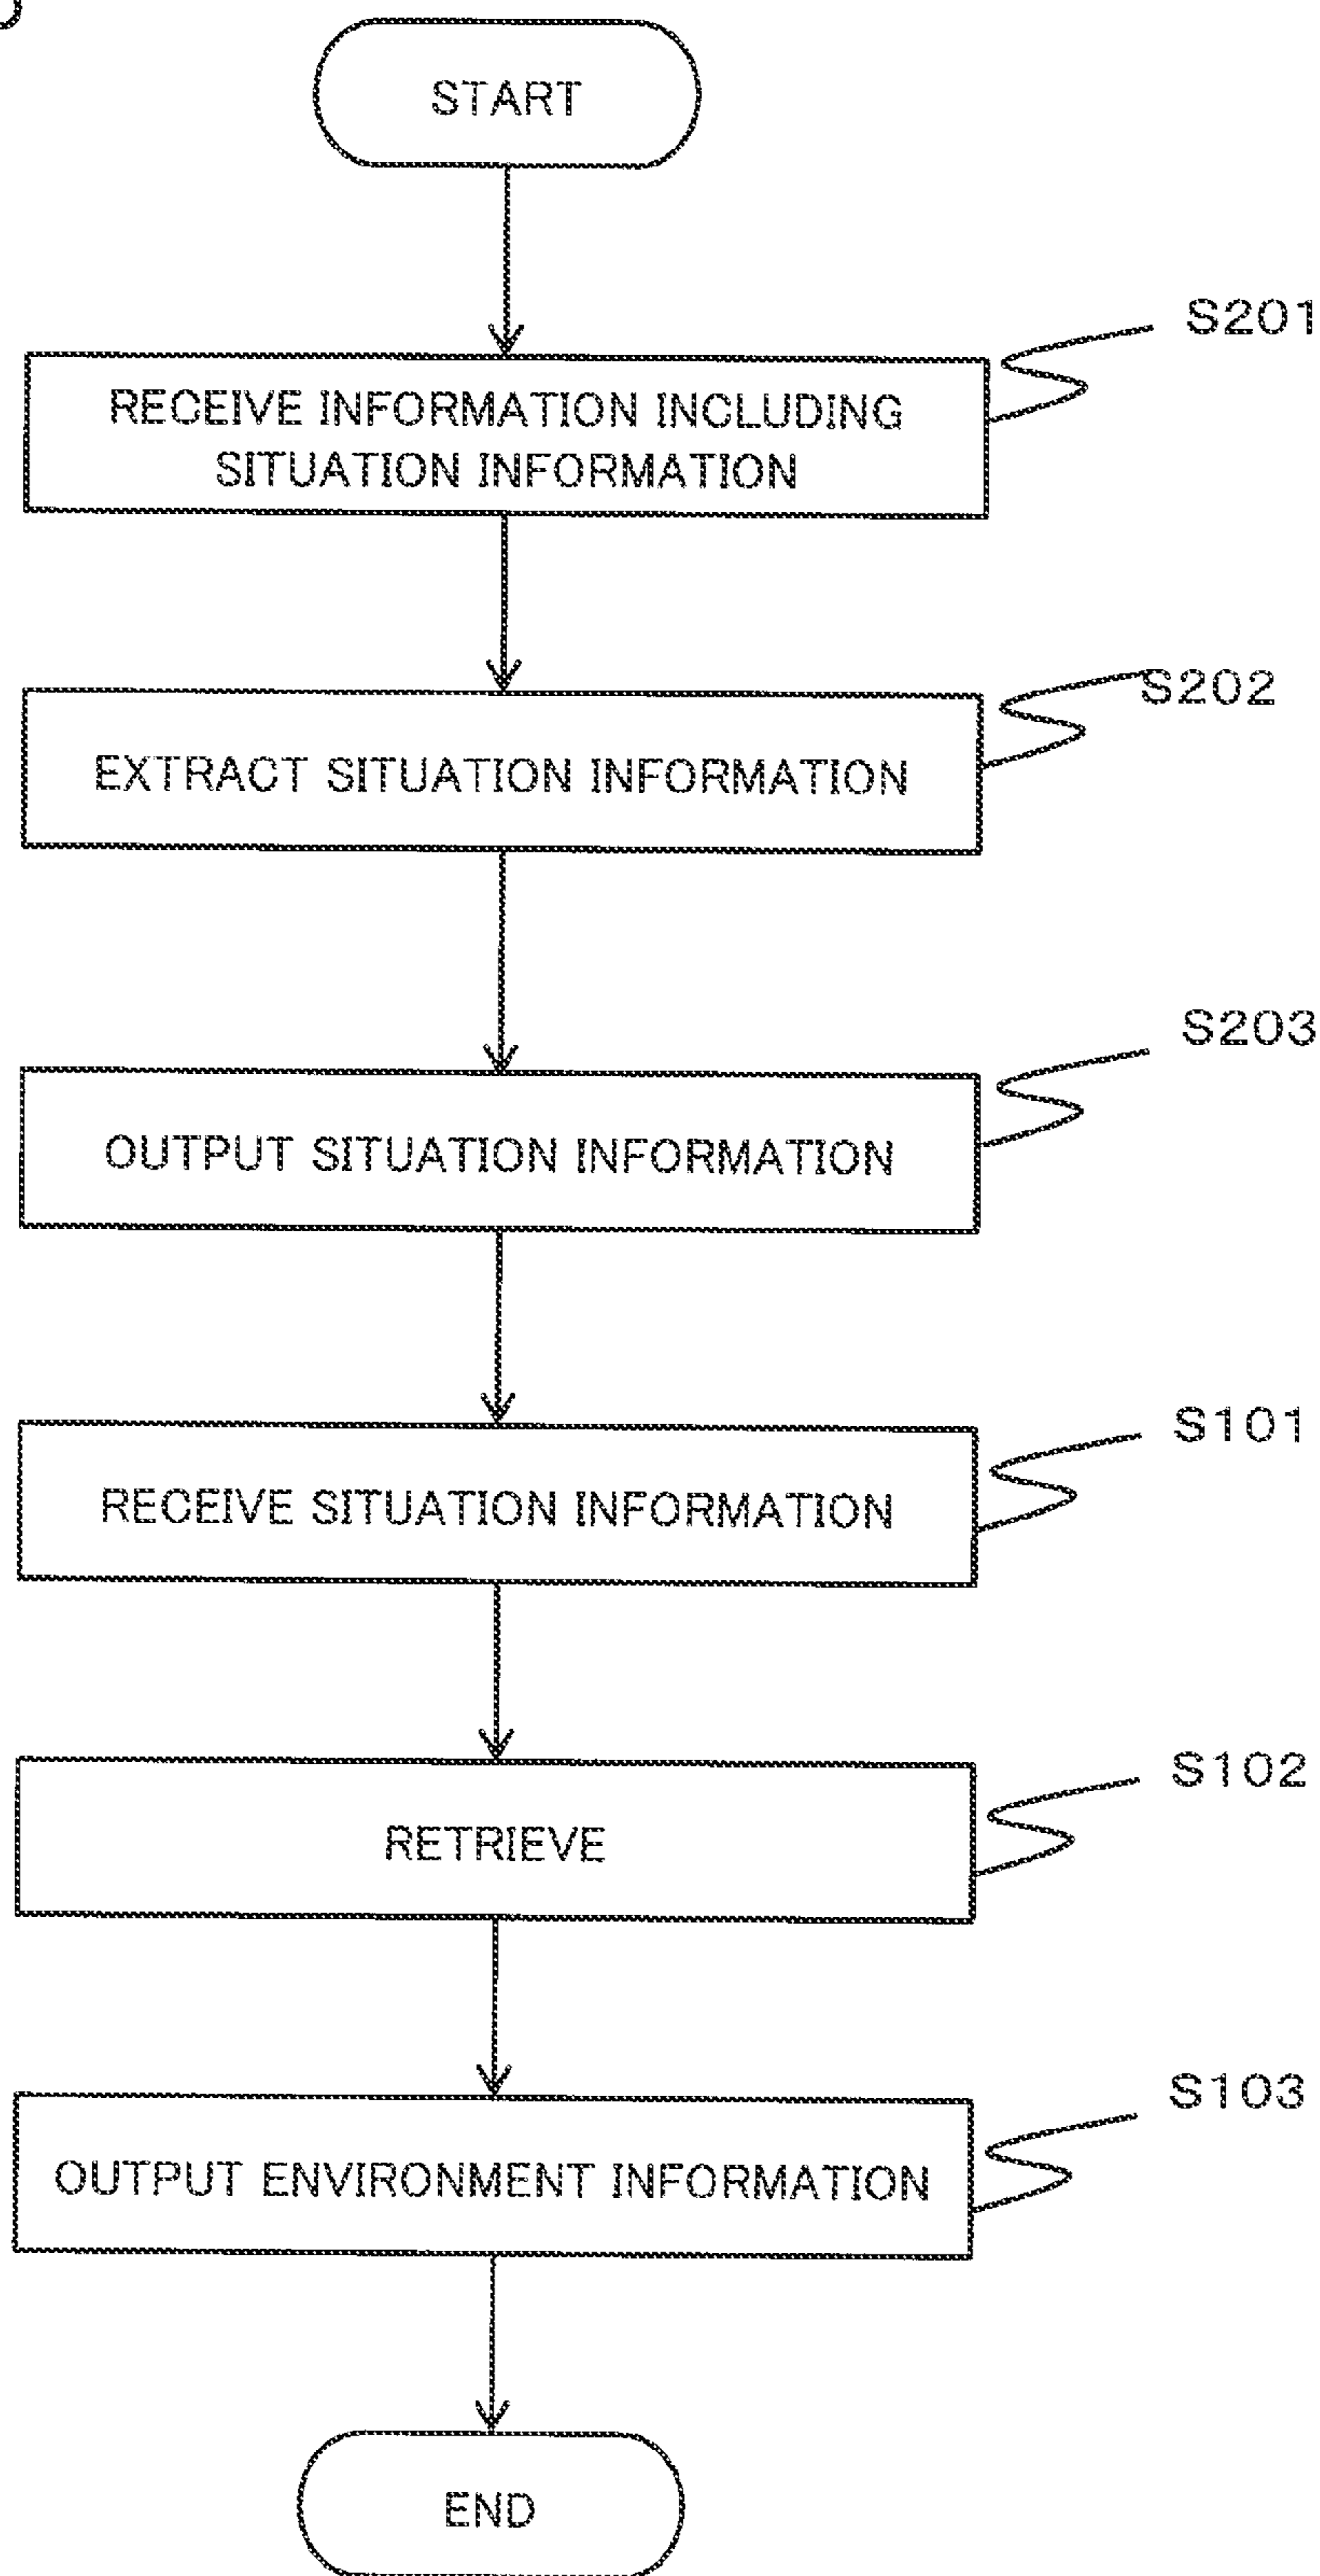 START
S201
RECEIVE INFORMATION INCLUDING
SITUATION INFORMATION
S202
EXTRACT SITUATION INFORMATION
S203
OUTPUT SITUATION INFORMATION
S101
RECEIVE SITUATION INFORMATION
S102
RETRIEVE
S103
OUTPUT ENVIRONMENT INFORMATION
END